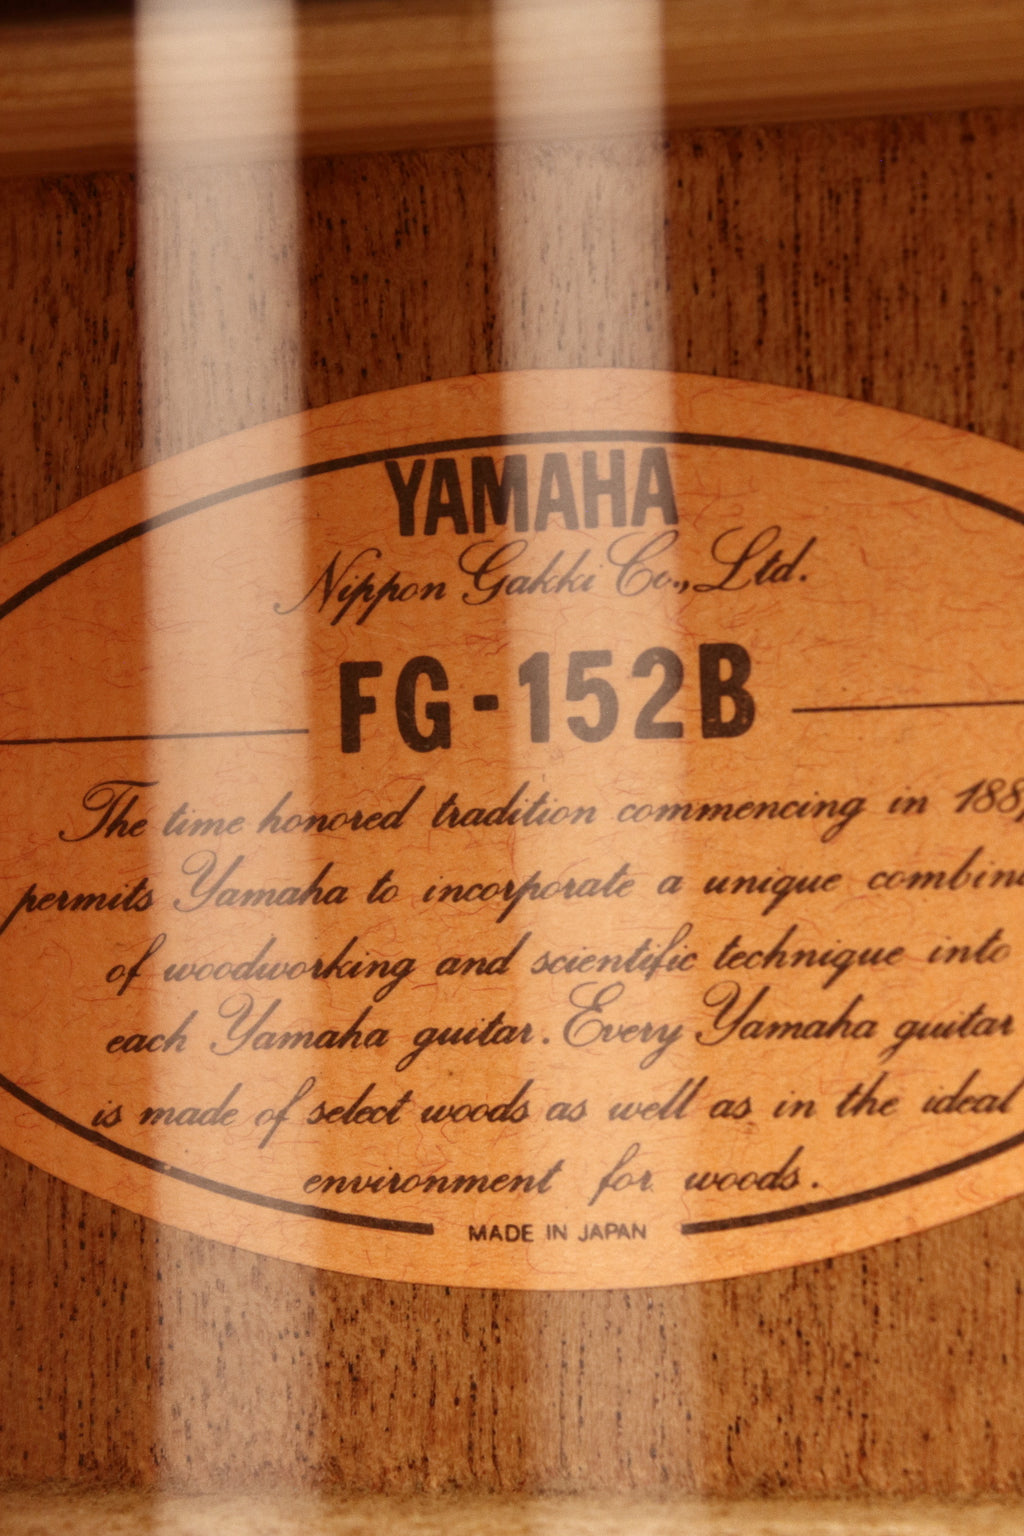 YAMAHA
Nippon Gakki Co., Ltd.
FG-152B
The time honored tradition commencing in
permits Yamaha to incorporate a unique
of woodworking and scientific technique into
each Yamaha guitar. Every Yamaha guitar
is made of select woods as well as in the ideal
environment for woods.
MADE IN JAPAN